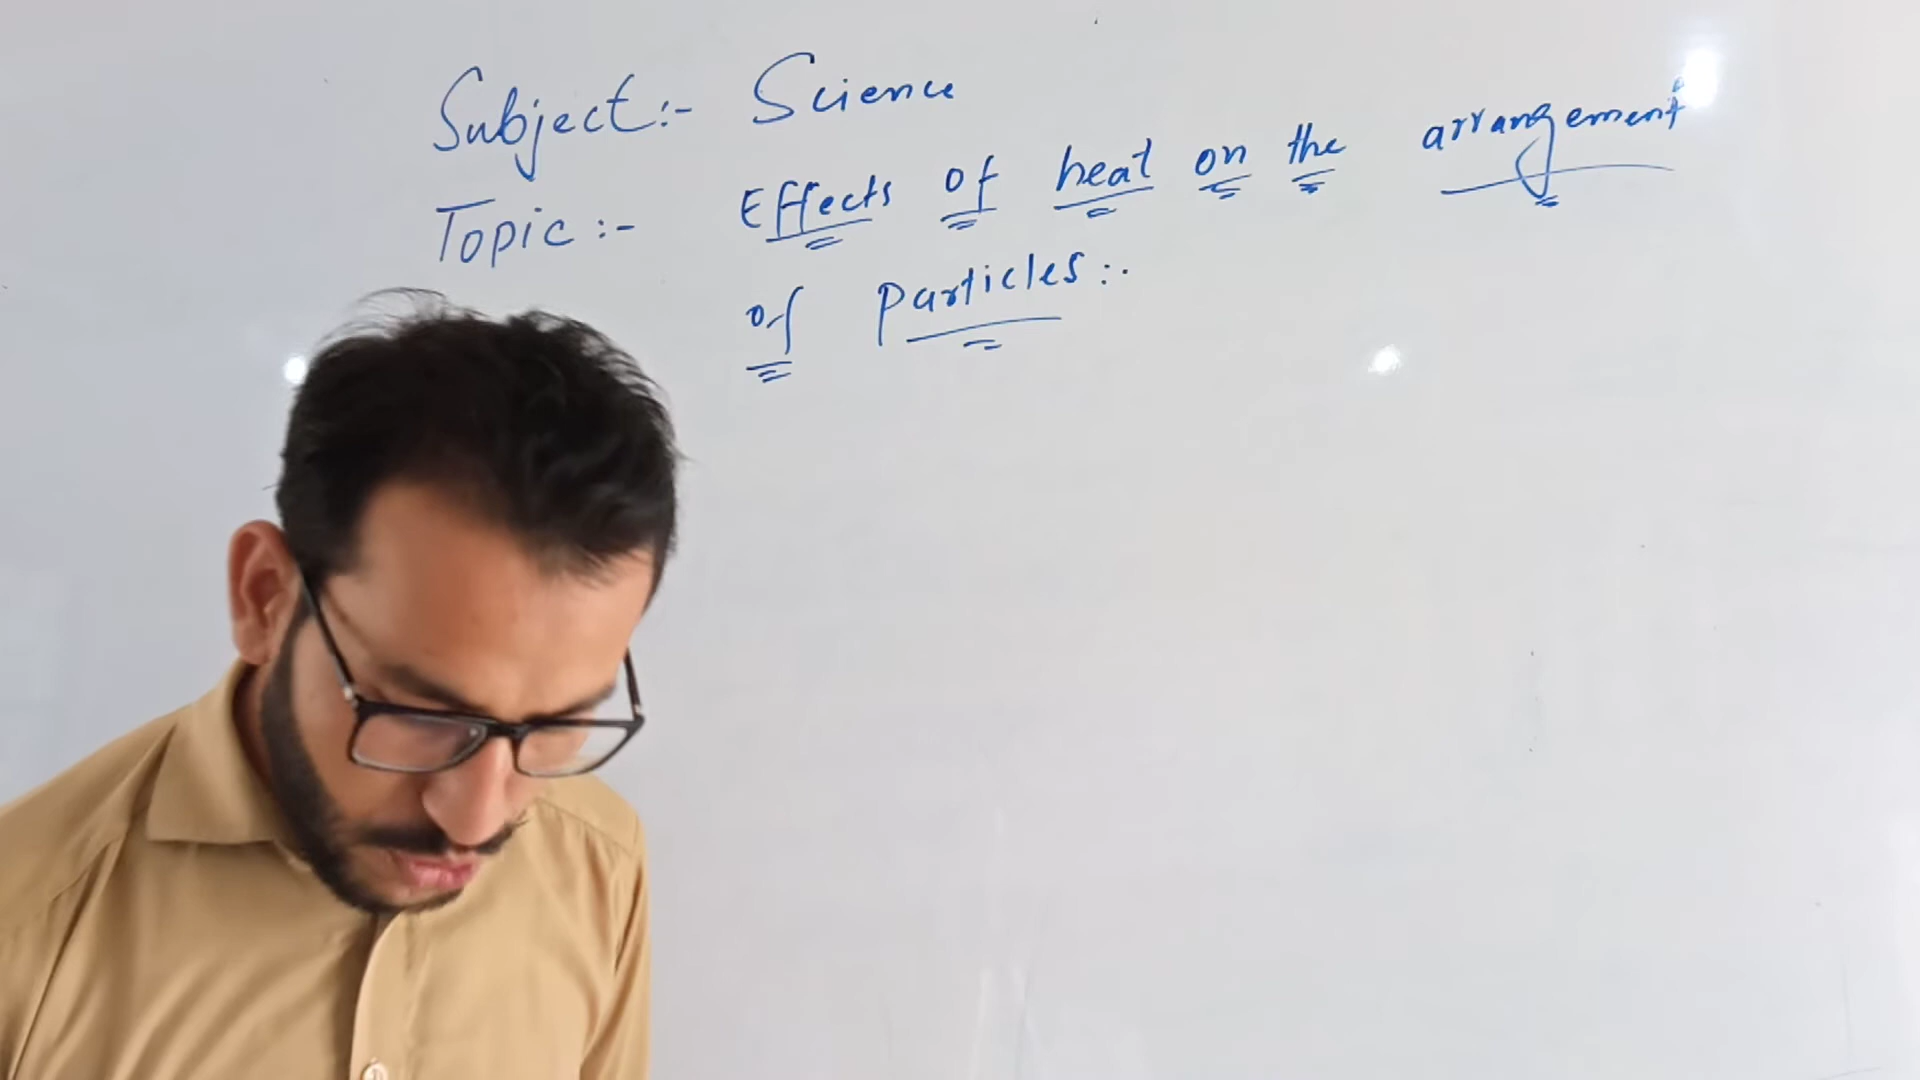 Subject:- Science
Topic:- Effects of heat on the arrangement
of Particles:.